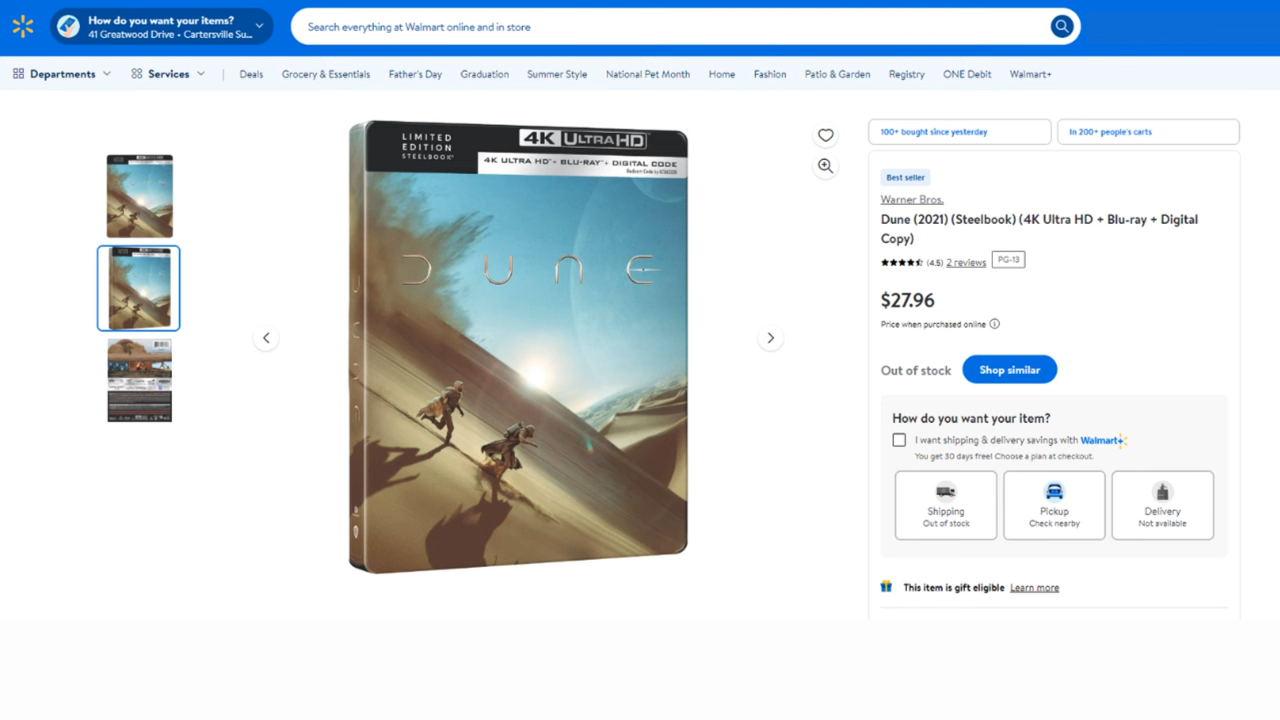 How do you want your items?
41 Greatwood Drive • Cartersville Su...
Search everything at Walmart online and in store
Departments
Services
Deals
Grocery & Essentials
Father's Day
Graduation
Summer Style
National Pet Month
Home
Fashion
Patio & Garden
Registry
ONE Debit
Walmart+
LIMITED
EDITION
STEELBOOK
4K ULTRA HD
4K ULTRA HD + BLU-RAY + DIGITAL CODE
DUNE
100+ bought since yesterday
In 200+ people's carts
Best seller
Warner Bros.
Dune (2021) (Steelbook) (4K Ultra HD + Blu-ray + Digital
Copy)
(4.5) 2 reviews PG-13
$27.96
Price when purchased online
Out of stock
Shop similar
How do you want your item?
I want shipping & delivery savings with Walmart+
You get 30 days free! Choose a plan at checkout.
Shipping
Out of stock
Pickup
Check nearby
Delivery
Not available
This item is gift eligible Learn more